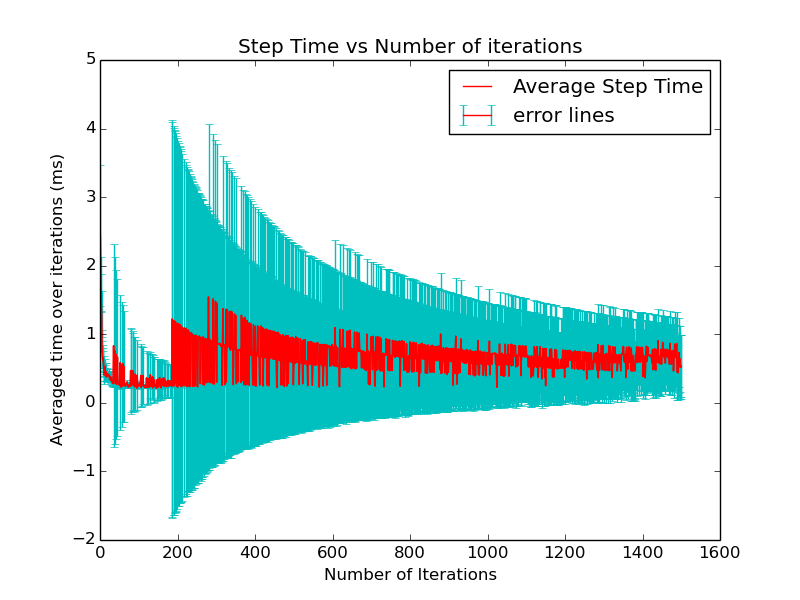 Step Time vs Number of iterations
Average Step Time
error lines
Averaged time over iterations (ms)
5
4
3
2
1
0
−1
−2
0 200 400 600 800 1000 1200 1400 1600
Number of Iterations